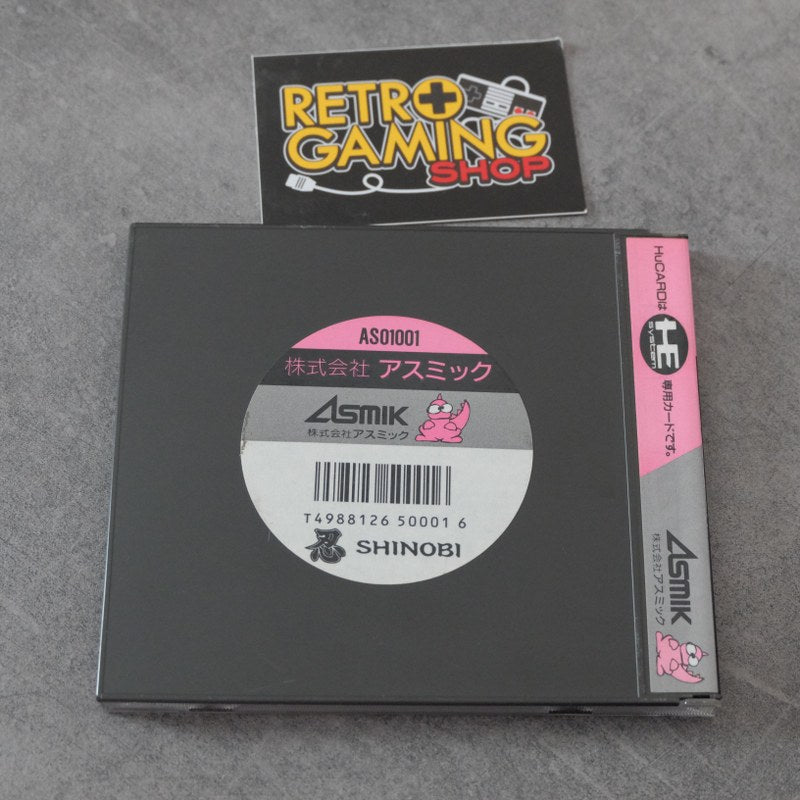 RETRO
GAMING
SHOP
AS01001
株式会社 アスミック
ASMIK
株式会社アスミック
T4988126 50001 6
忍 SHINOBI
HuCARDは
HE
system
専用カードです。
ASMIK
株式会社アスミック